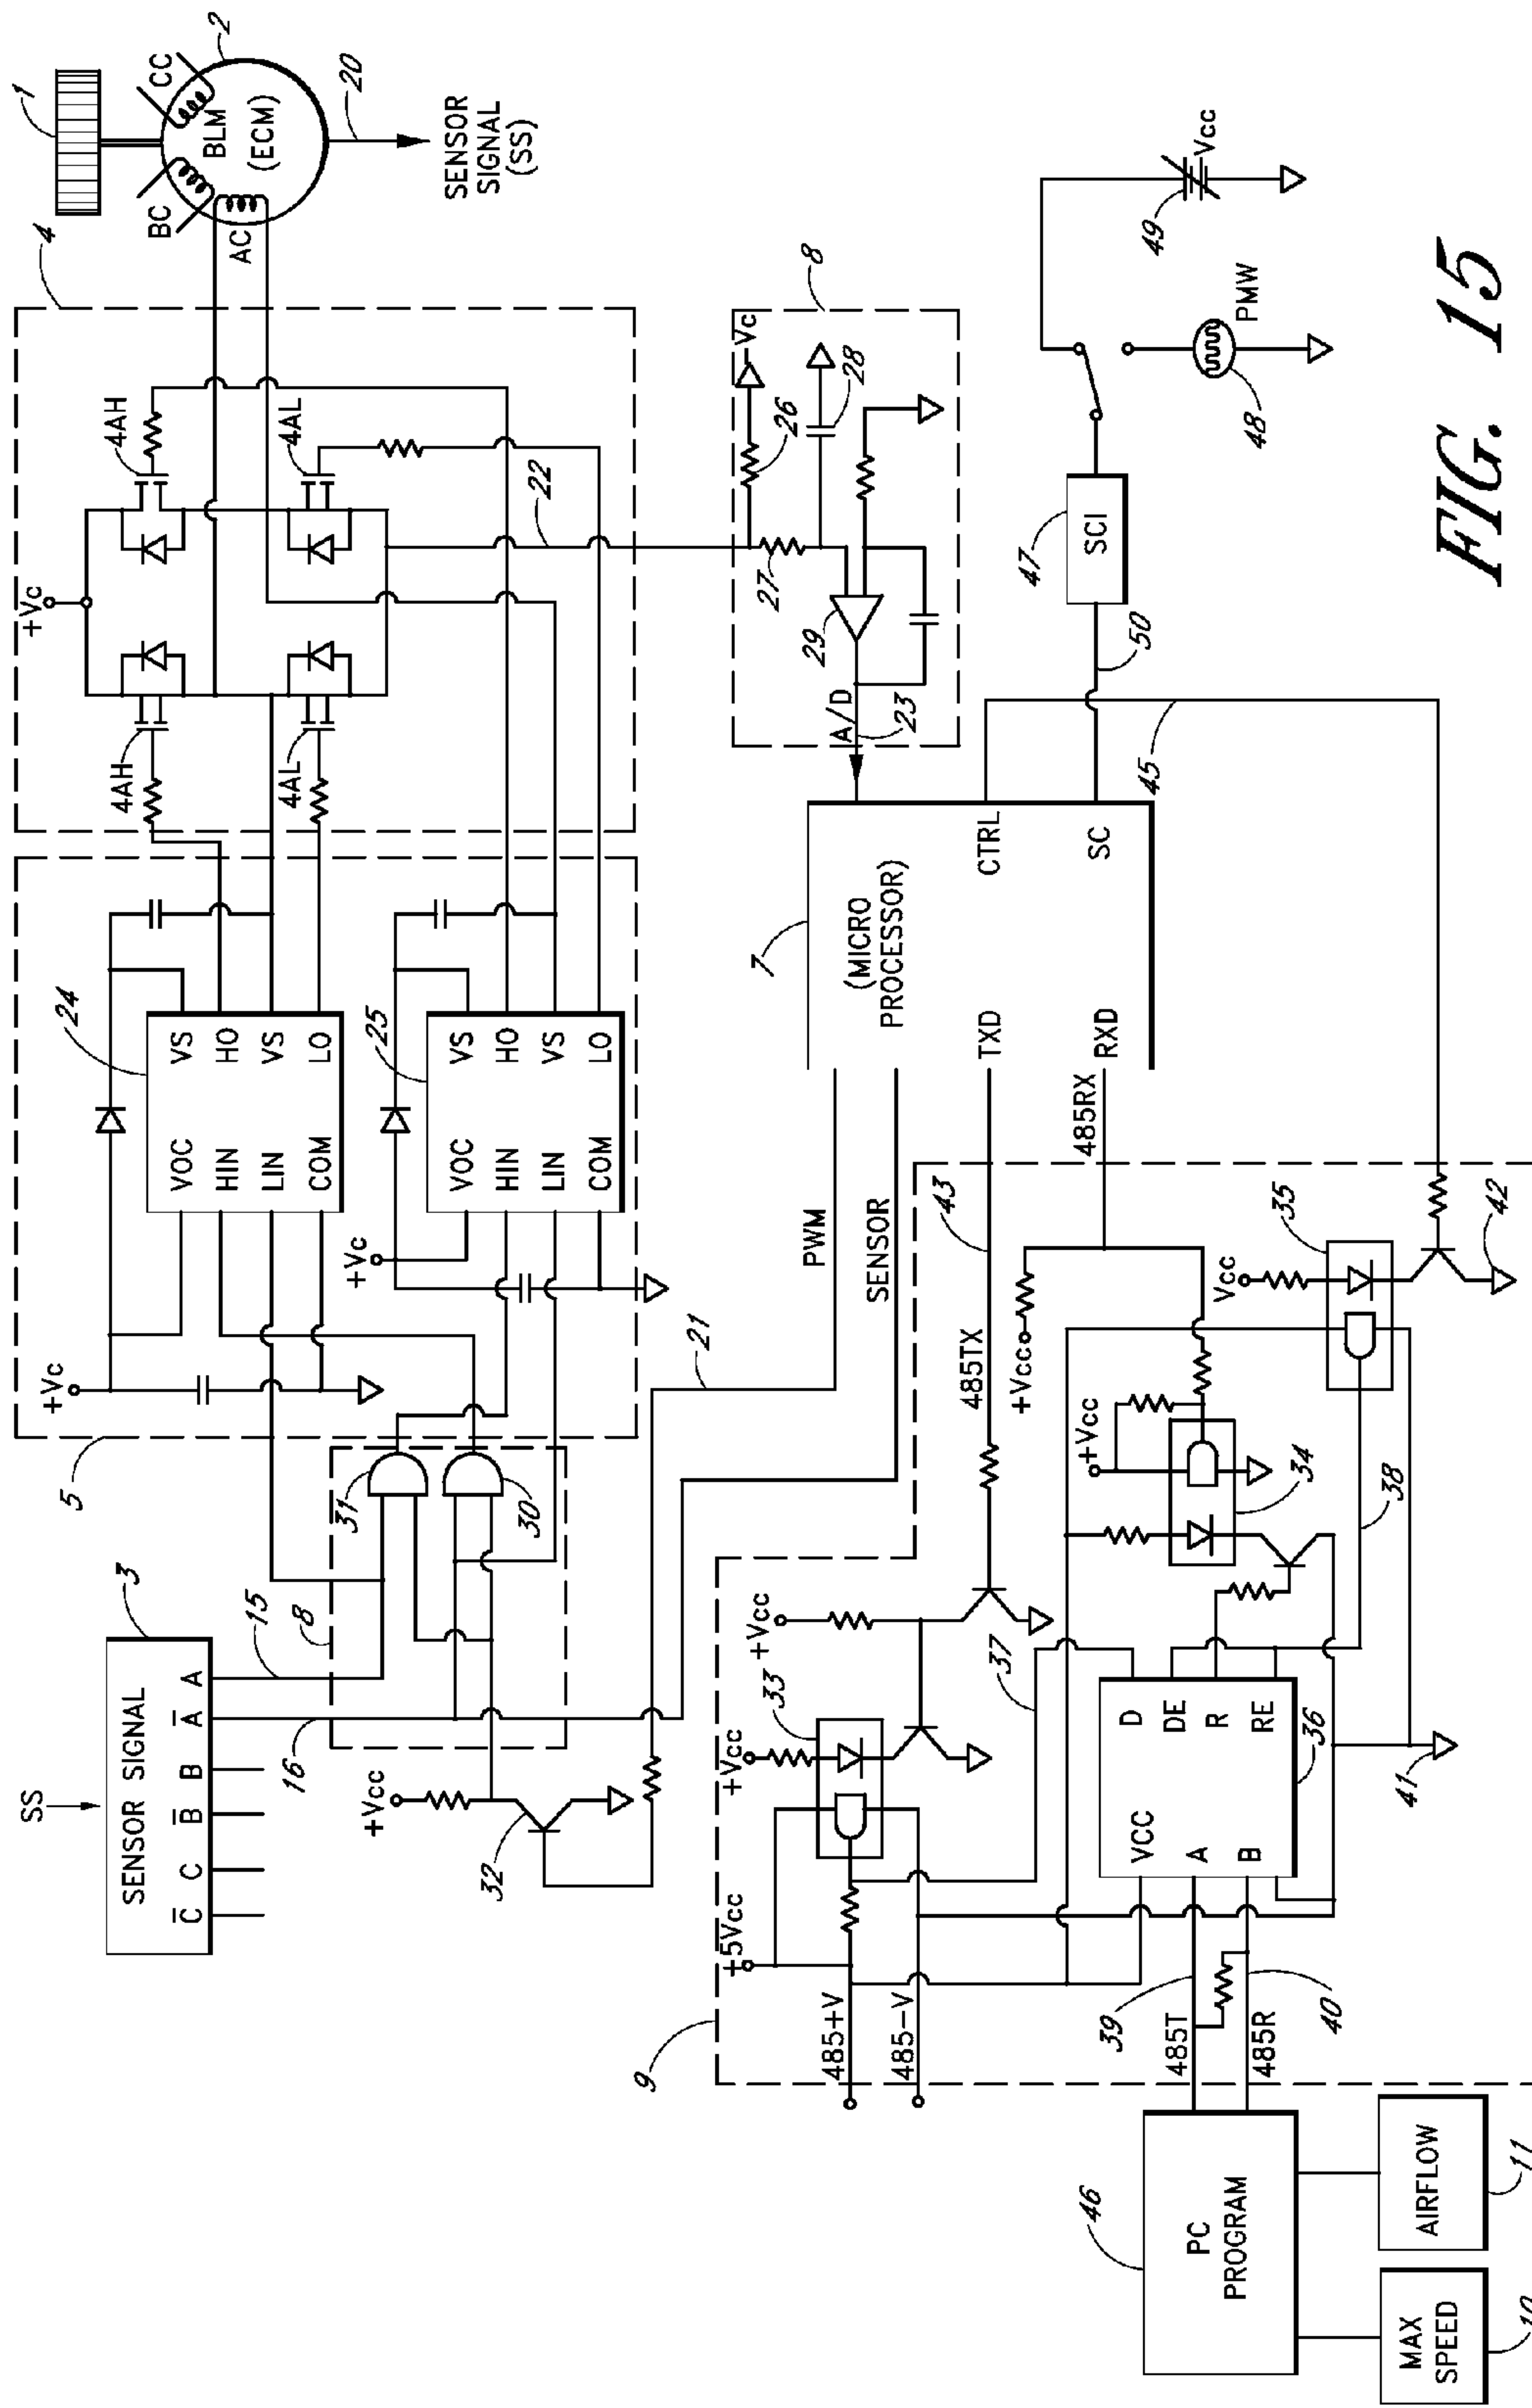 1
2
CC
BLM
(ECM)
BC
AC
20
SENSOR
SIGNAL
(SS)
4
+Vc
4AH
4AH
4AL
4AL
22
5
+Vc
24
VOC
HIN
LIN
COM
VS
HO
VS
LO
+Vc
25
VOC
HIN
LIN
COM
VS
HO
VS
LO
SS
3
SENSOR SIGNAL
C
B
A
C
B
A
15
16
8
31
30
+Vcc
32
21
PWM
SENSOR
7
(MICRO
PROCESSOR)
TXD
RXD
CTRL
SC
8
Vc
26
27
28
29
A/D
23
50
47
SCI
45
49
Vcc
48
PMW
9
+5Vcc
+Vcc
+Vcc
33
37
485TX
43
+Vcc
485RX
+Vcc
34
38
Vcc
35
42
485+V
485-V
39
485T
40
485R
VCC
A
B
D
DE
R
RE
36
41
46
PC
PROGRAM
MAX
SPEED
10
AIRFLOW
11
FIG. 15